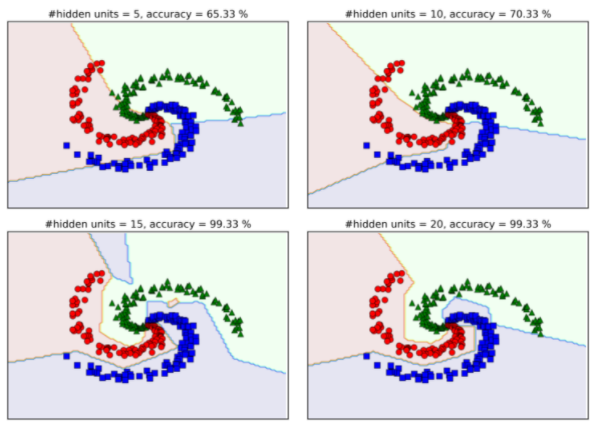 #hidden units = 5, accuracy = 65.33 %
#hidden units = 10, accuracy = 70.33 %
#hidden units = 15, accuracy = 99.33 %
#hidden units = 20, accuracy = 99.33 %